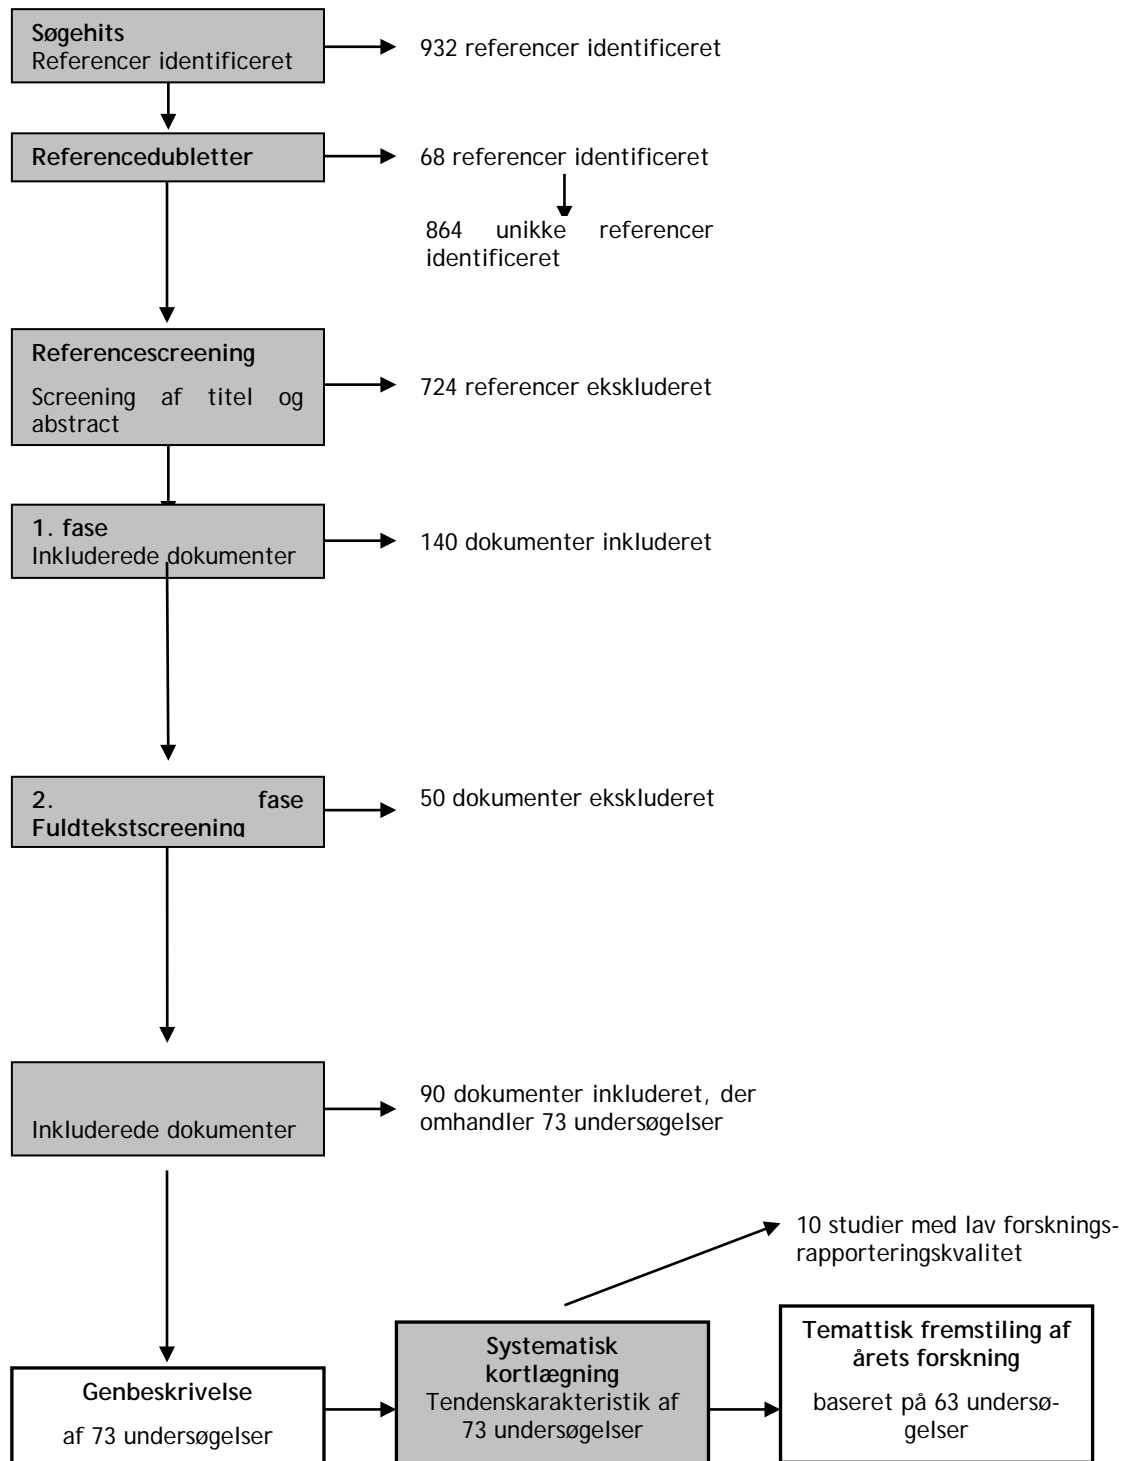 Søgehits
Referencer identificeret
932 referencer identificeret
Referencedubletter
68 referencer identificeret
864 unikke referencer
identificeret
Referencescreening
Screening af titel og
abstract
724 referencer ekskluderet
1. fase
Inkluderede dokumenter
140 dokumenter inkluderet
2. fase
Fuldtekstscreening
50 dokumenter ekskluderet
Inkluderede dokumenter
90 dokumenter inkluderet, der
omhandler 73 undersøgelser
10 studier med lav forsknings-
rapporteringskvalitet
Genbeskrivelse
af 73 undersøgelser
Systematisk
kortlægning
Tendenskarakteristik af
73 undersøgelser
Temattisk fremstiling af
årets forskning
baseret på 63 undersø-
gelser